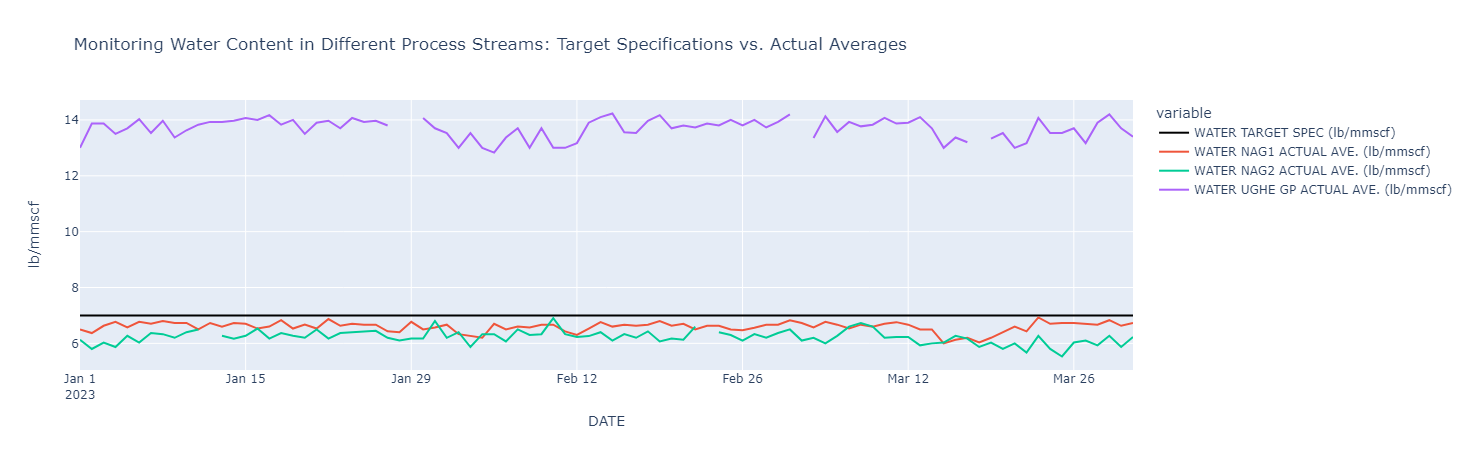 Monitoring Water Content in Different Process Streams: Target Specifications vs. Actual Averages
variable
WATER TARGET SPEC (lb/mmscf)
WATER NAG1 ACTUAL AVE. (lb/mmscf)
WATER NAG2 ACTUAL AVE. (lb/mmscf)
WATER UGHE GP ACTUAL AVE. (lb/mmscf)
lb/mmscf
14
12
10
8
6
Jan 1
2023
Jan 15
Jan 29
Feb 12
Feb 26
Mar 12
Mar 26
DATE